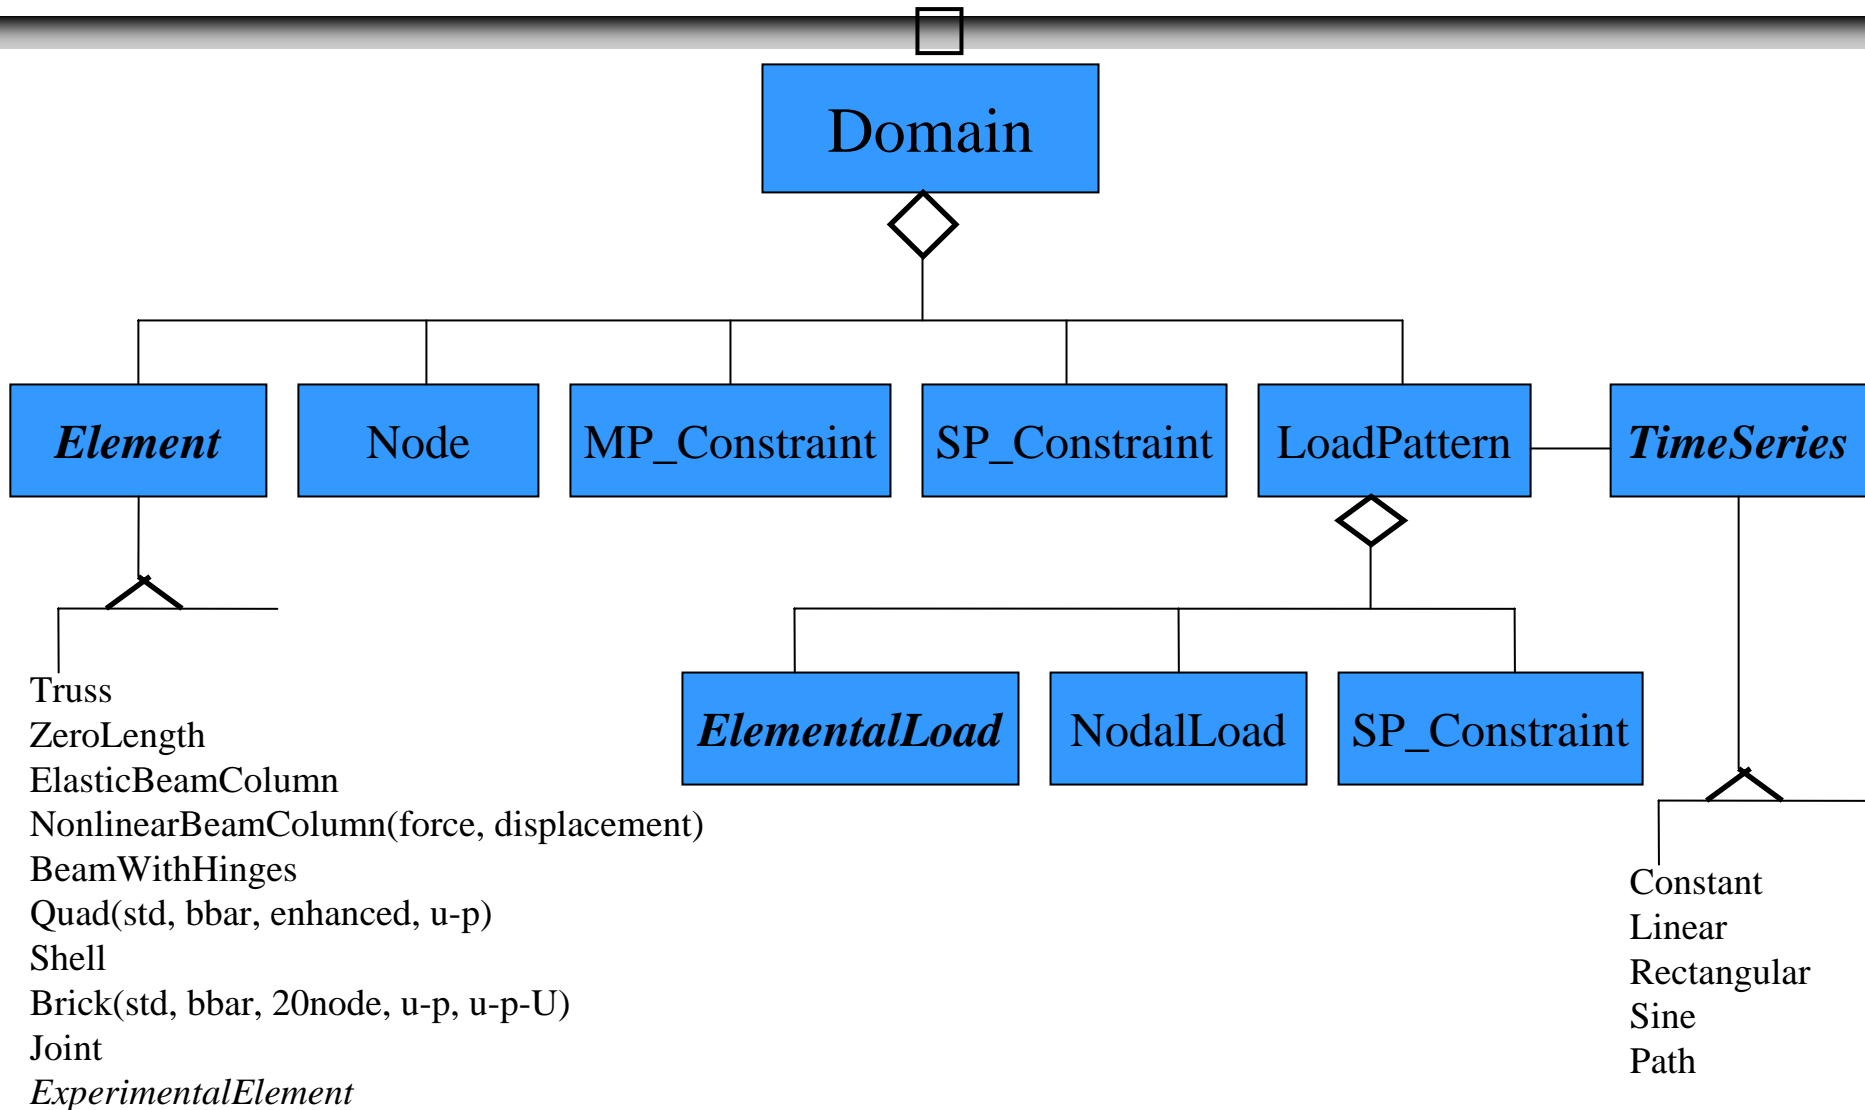 Domain
Element
Node
MP_Constraint
SP_Constraint
LoadPattern
TimeSeries
ElementalLoad
NodalLoad
SP_Constraint
Truss
ZeroLength
ElasticBeamColumn
NonlinearBeamColumn(force, displacement)
BeamWithHinges
Quad(std, bbar, enhanced, u-p)
Shell
Brick(std, bbar, 20node, u-p, u-p-U)
Joint
ExperimentalElement
Constant
Linear
Rectangular
Sine
Path